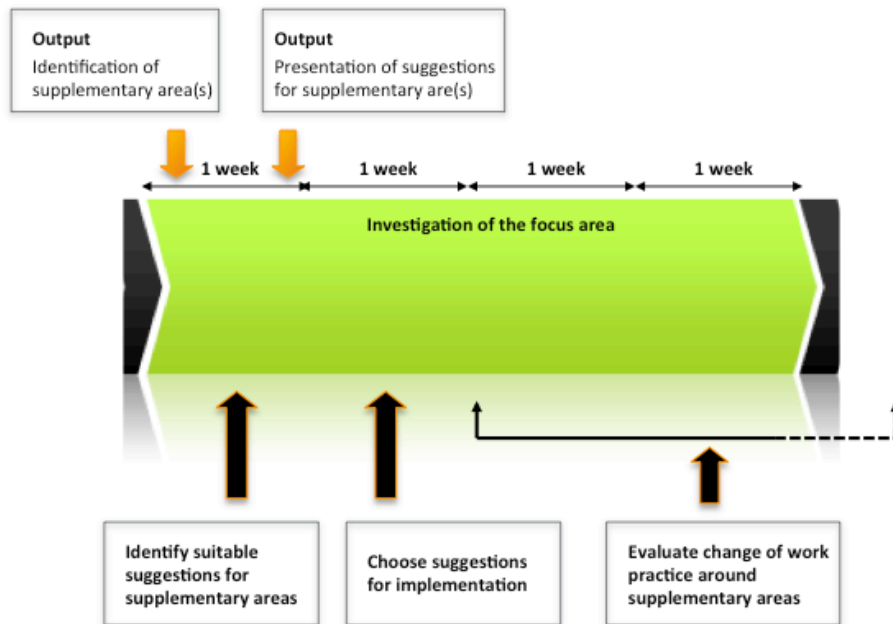 Output
Identification of
supplementary area(s)
Output
Presentation of suggestions
for supplementary are(s)
1 week
1 week
1 week
1 week
Investigation of the focus area
Identify suitable
suggestions for
supplementary areas
Choose suggestions
for implementation
Evaluate change of work
practice around
supplementary areas